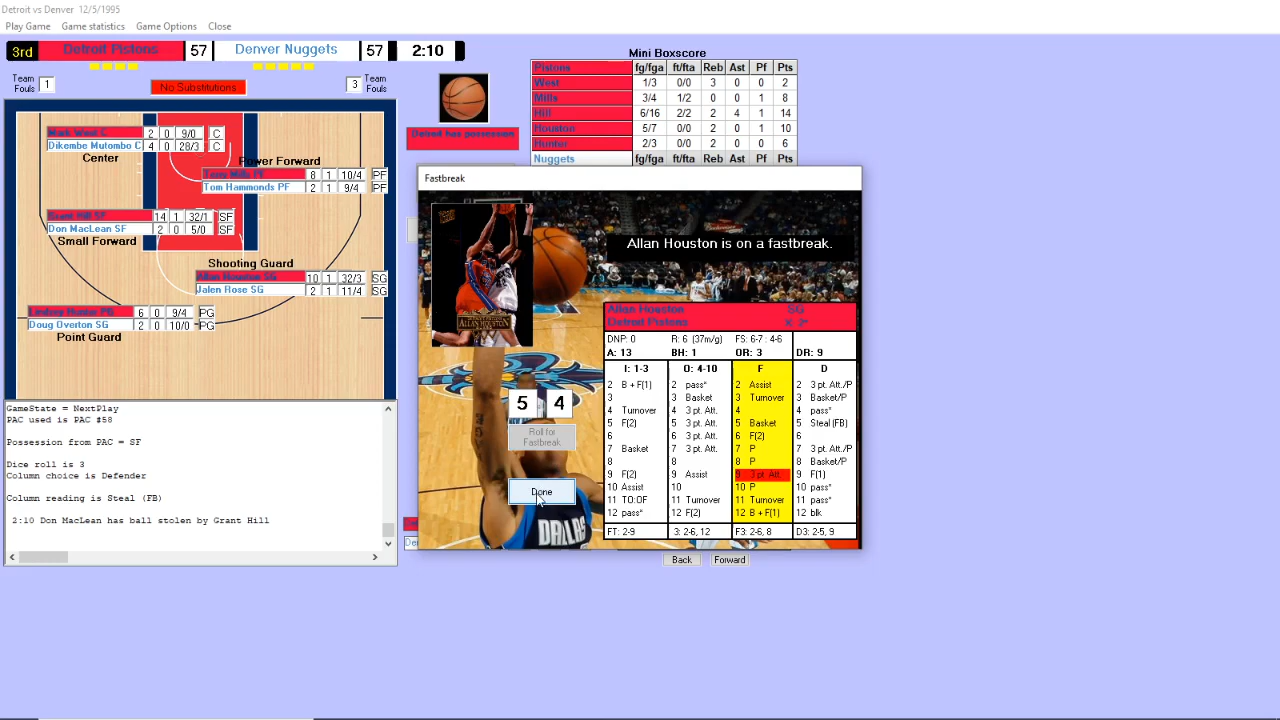 Detroit vs Denver 12/5/1995
Play Game Game statistics Game Options Close
3rd Detroit Pistons 57 Denver Nuggets 57 2:10
Team Fouls 1 No Substitutions 3 Team Fouls
Mark West C 2 0 9/0 C
Dikembe Mutombo C 4 0 28/3 C
Center
Power Forward
Terry Mills PF 8 1 10/4 PF
Tom Hammonds PF 2 1 9/4 PF
Grant Hill SF 14 1 32/1 SF
Don MacLean SF 2 0 5/0 SF
Small Forward
Shooting Guard
Allan Houston SG 10 1 32/3 SG
Jalen Rose SG 2 1 11/4 SG
Lindsey Hunter PG 6 0 9/4 PG
Doug Overton SG 2 0 10/0 PG
Point Guard
GameState = NextPlay
PAC used is PAC #58
Possession from PAC = SF
Dice roll is 3
Column choice is Defender
Column reading is Steal (FB)
2:10 Don MacLean has ball stolen by Grant Hill
Detroit has possession
Mini Boxscore
Pistons fg/fga ft/fta Reb Ast Pf Pts
West 1/3 0/0 3 0 0 2
Mills 3/4 1/2 2 0 1 8
Hill 6/16 2/2 2 4 1 14
Houston 5/7 0/0 2 0 1 10
Hunter 2/3 0/0 2 0 0 6
Nuggets fg/fga ft/fta Reb Ast Pf Pts
Fastbreak
Allan Houston is on a fastbreak.
ALLAN HOUSTON
5 4
Roll for
Fastbreak
Done
DALLAS
Allan Houston SG
Detroit Pistons X: 2*
DNP: 0 R: 6 (37m/g) FS: 6-7 : 4-6
A: 13 BH: 1 OR: 3 DR: 9
I: 1-3 O: 4-10 F D
2 B + F(1) 2 pass* 2 Assist 2 3 pt. Att./P
3 3 Basket 3 Turnover 3 Basket/P
4 Turnover 4 3 pt. Att. 4 4 pass*
5 F(2) 5 3 pt. Att. 5 Basket 5 Steal (FB)
6 6 3 pt. Att. 6 F(2) 6
7 Basket 7 3 pt. Att. 7 P 7 3 pt. Att./P
8 8 8 P 8 Basket/P
9 F(2) 9 Assist 9 3 pt. Att. 9 F(1)
10 Assist 10 10 P 10 pass*
11 TO:OF 11 Turnover 11 Turnover 11 pass*
12 pass* 12 F(2) 12 B + F(1) 12 blk
FT: 2-9 3: 2-6, 12 F3: 2-6, 8 D3: 2-5, 9
Back Forward